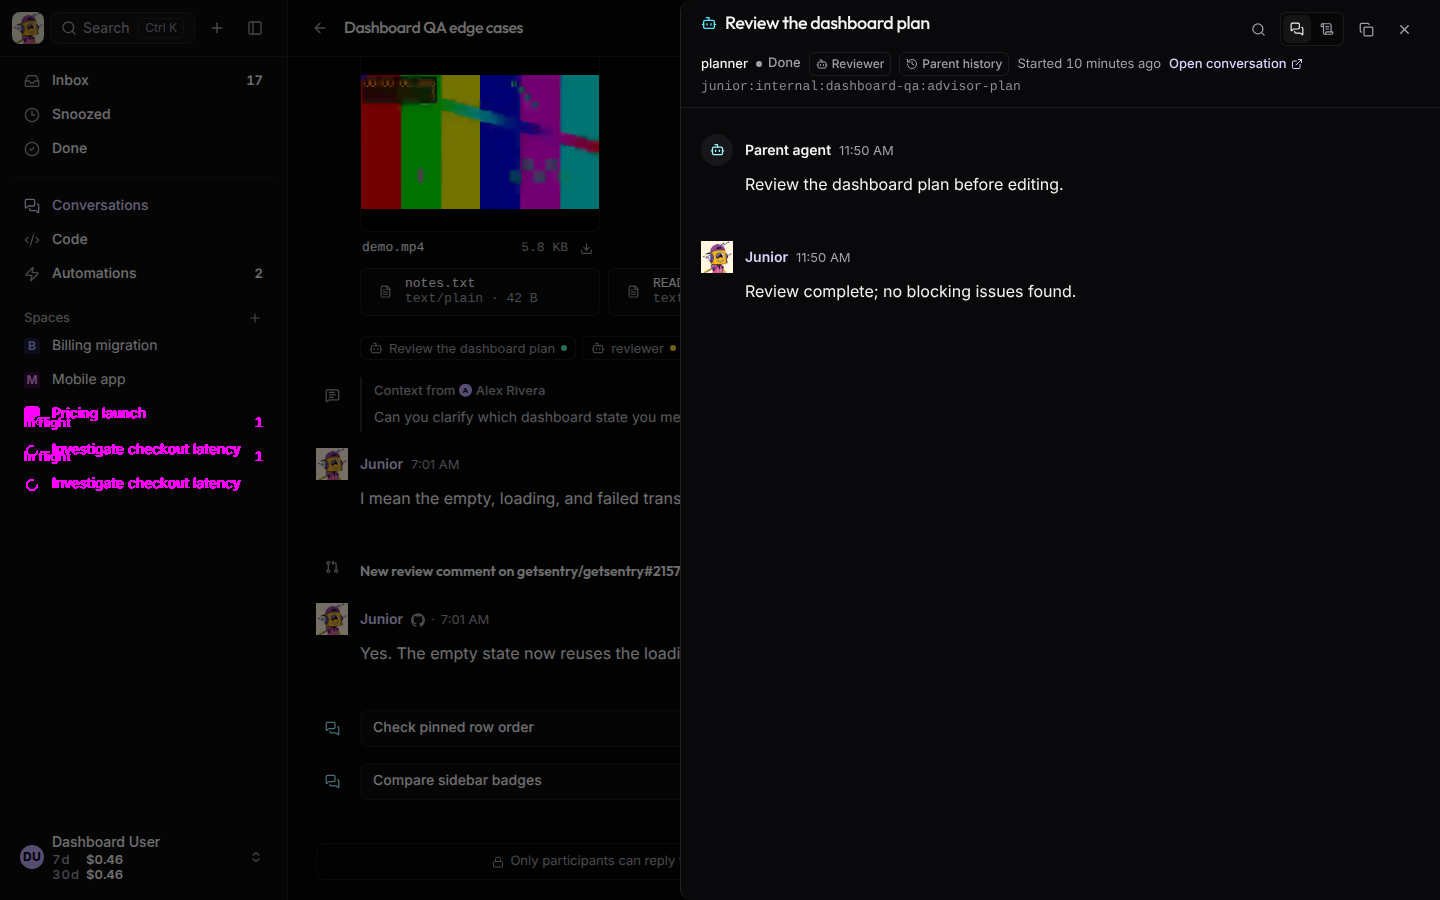 Search Ctrl K
Inbox 17
Snoozed
Done
Conversations
Code
Automations 2
Spaces
B Billing migration
M Mobile app
Pricing launch
In flight 1
Investigate checkout latency
In flight 1
Investigate checkout latency
DU Dashboard User
7d $0.46
30d $0.46
Dashboard QA edge cases
demo.mp4 5.8 KB
notes.txt
text/plain · 42 B
READ
text
Review the dashboard plan
reviewer
Context from A Alex Rivera
Can you clarify which dashboard state you me
Junior 7:01 AM
I mean the empty, loading, and failed trans
New review comment on getsentry/getsentry#2157
Junior · 7:01 AM
Yes. The empty state now reuses the loadi
Check pinned row order
Compare sidebar badges
Only participants can reply
Review the dashboard plan
planner Done Reviewer Parent history Started 10 minutes ago Open conversation
junior:internal:dashboard-qa:advisor-plan
Parent agent 11:50 AM
Review the dashboard plan before editing.
Junior 11:50 AM
Review complete; no blocking issues found.